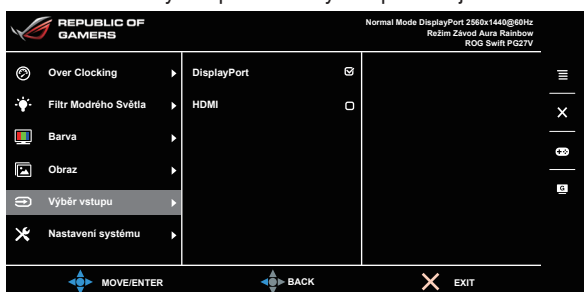 REPUBLIC OF
GAMERS
Normal Mode DisplayPort 2560x1440@60Hz
Režim Závod Aura Rainbow
ROG Swift PG27V
Over Clocking
DisplayPort
Filtr Modrého Světla
HDMI
Barva
Obraz
Výběr vstupu
Nastavení systému
G
MOVE/ENTER
BACK
EXIT